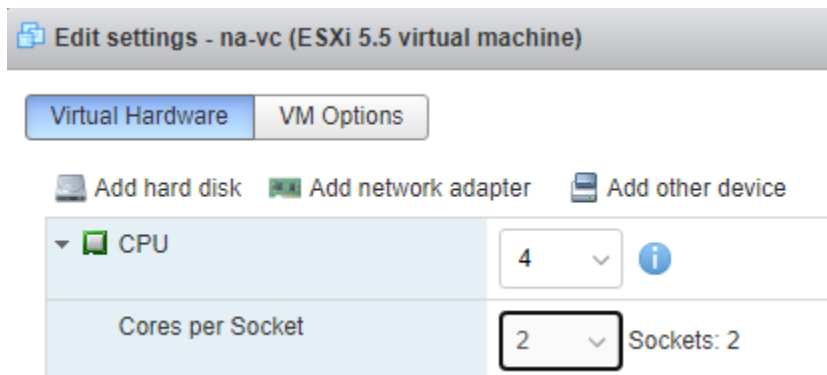 Edit settings - na-vc (ESXi 5.5 virtual machine)
Virtual Hardware VM Options
Add hard disk Add network adapter Add other device
CPU 4
Cores per Socket 2 Sockets: 2